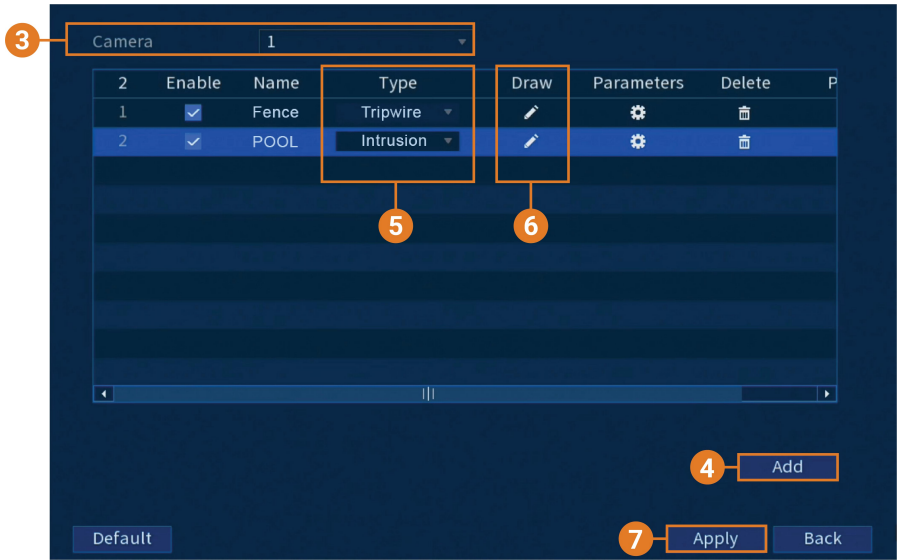 3 Camera 1
2 Enable Name Type Draw Parameters Delete P
1 Fence Tripwire
2 POOL Intrusion
5 6
4 Add
Default 7 Apply Back